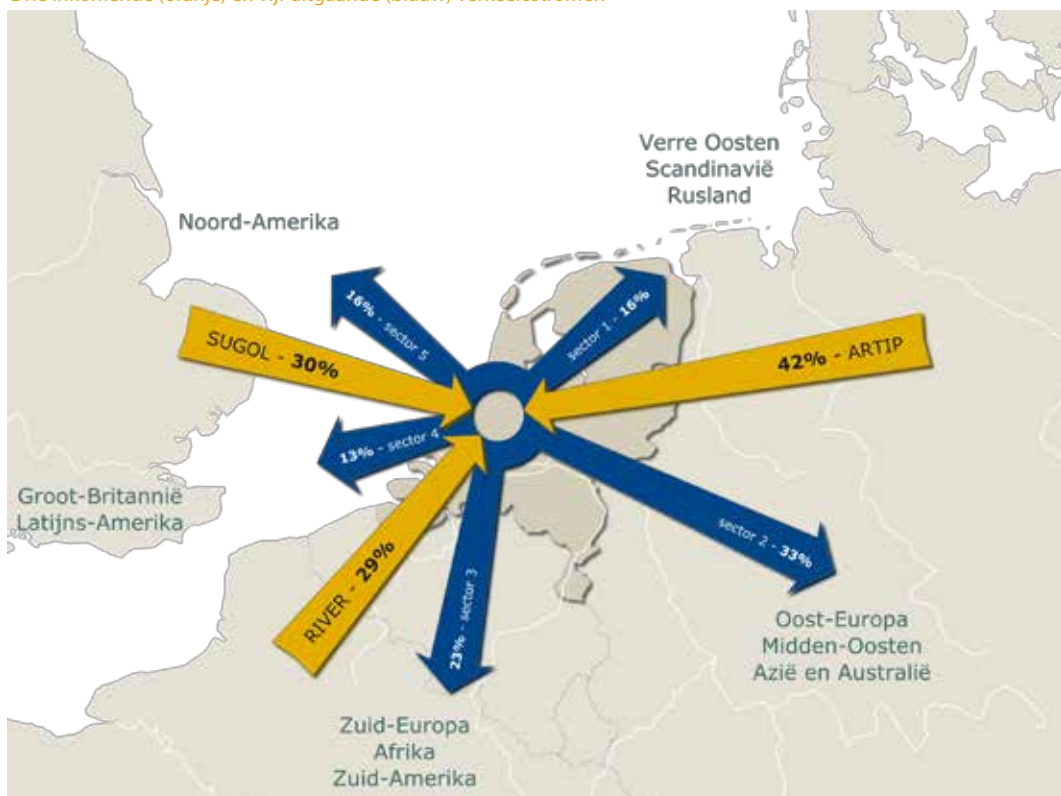 Verre Oosten
Scandinavië
Rusland
Noord-Amerika
16% - sector 5
sector 1 - 16%
SUGOL - 30%
42% - ARTIP
13% - sector 4
Groot-Britannië
Latijns-Amerika
RIVER - 29%
23% - sector 3
sector 2 - 33%
Oost-Europa
Midden-Oosten
Azië en Australië
Zuid-Europa
Afrika
Zuid-Amerika